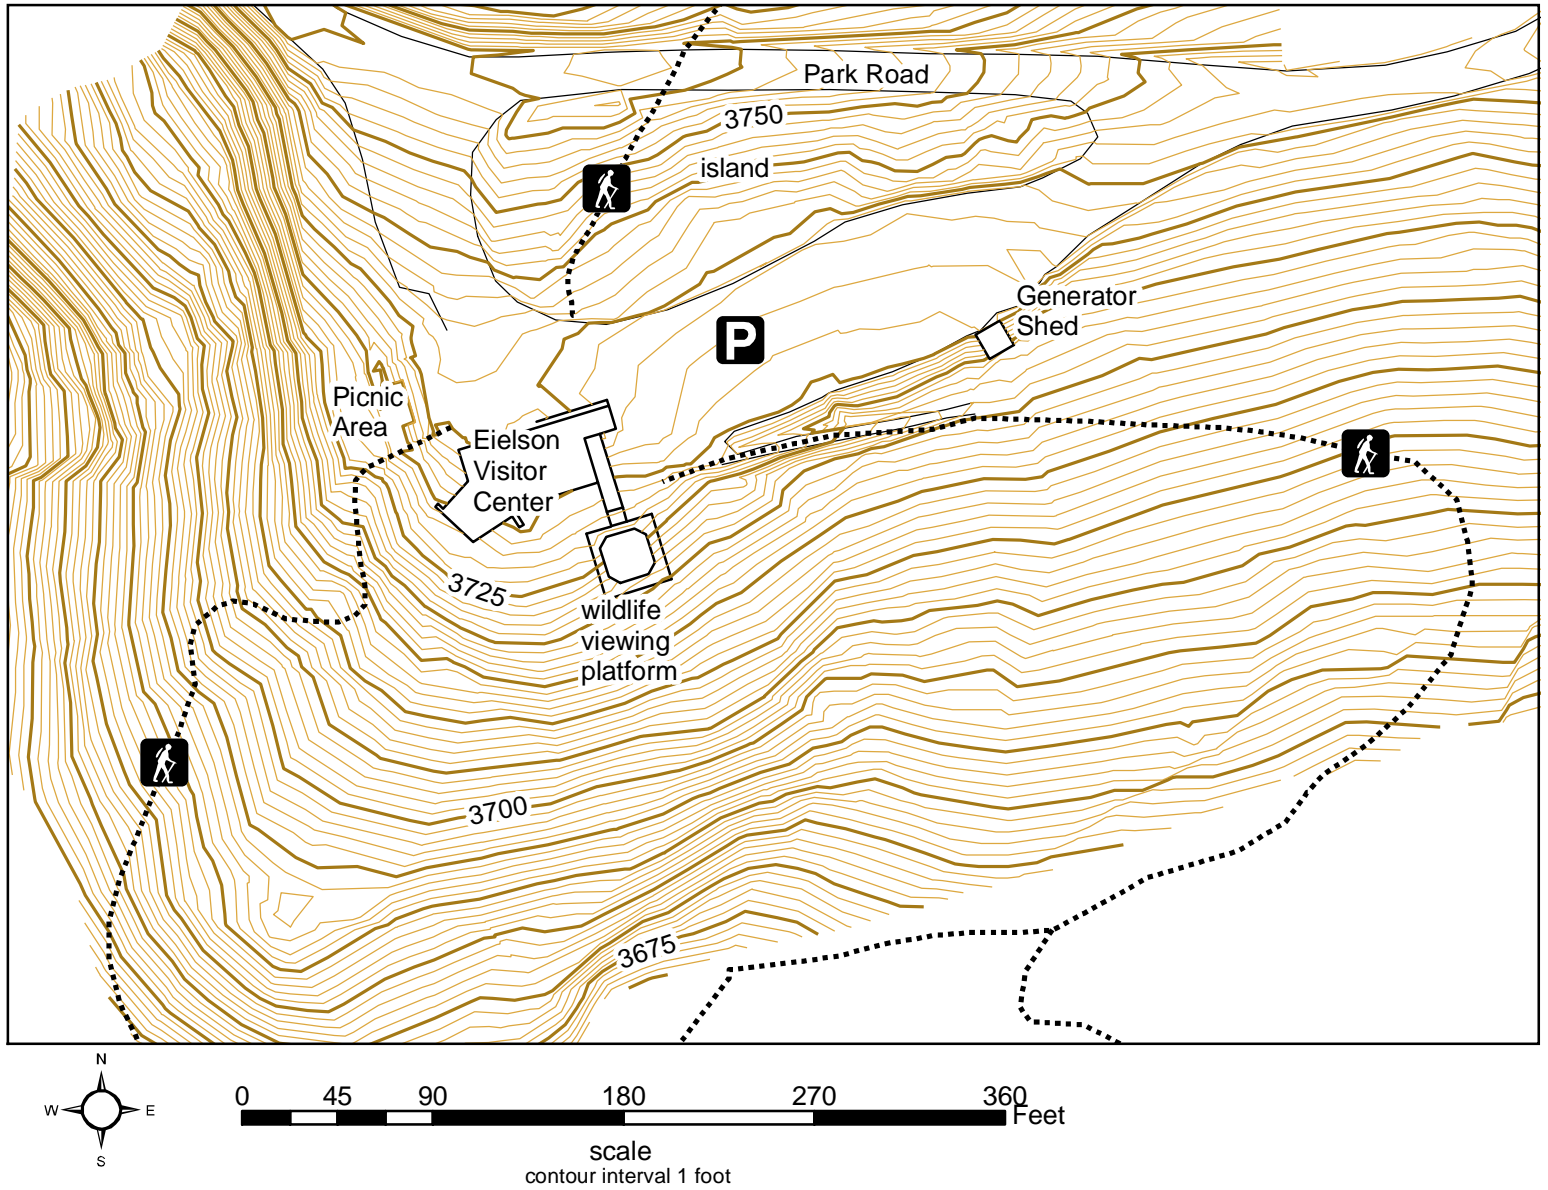 Park Road
3750
island
P
Generator
Shed
Picnic
Area
Eielson
Visitor
Center
3725
wildlife
viewing
platform
3700
3675
N
W E
S
0 45 90 180 270 360
Feet
scale
contour interval 1 foot